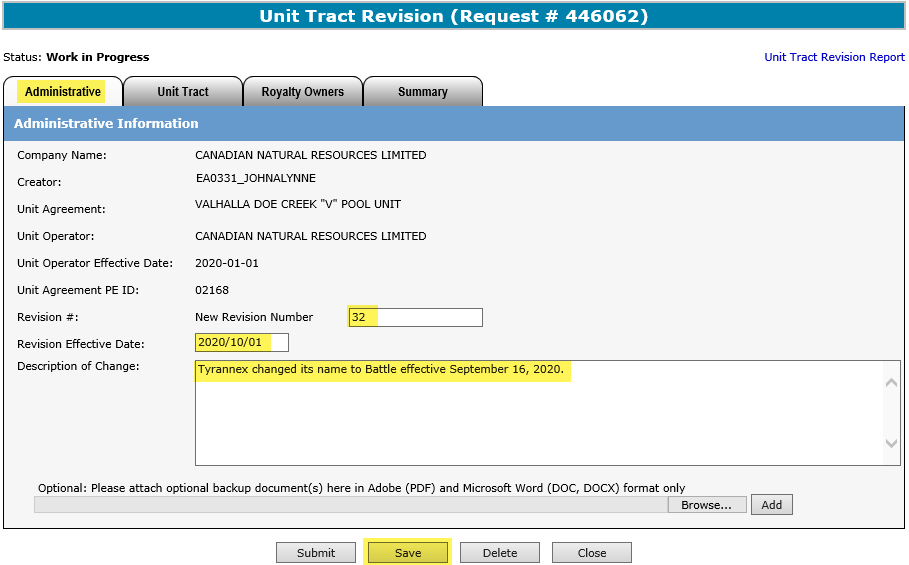 Unit Tract Revision (Request # 446062)
Status: Work in Progress
Unit Tract Revision Report
Administrative
Unit Tract
Royalty Owners
Summary
Administrative Information
Company Name: CANADIAN NATURAL RESOURCES LIMITED
Creator: EA0331_JOHNALYNNE
Unit Agreement: VALHALLA DOE CREEK "V" POOL UNIT
Unit Operator: CANADIAN NATURAL RESOURCES LIMITED
Unit Operator Effective Date: 2020-01-01
Unit Agreement PE ID: 02168
Revision #: New Revision Number 32
Revision Effective Date: 2020/10/01
Description of Change: Tyrannex changed its name to Battle effective September 16, 2020.
Optional: Please attach optional backup document(s) here in Adobe (PDF) and Microsoft Word (DOC, DOCX) format only
Browse... Add
Submit Save Delete Close